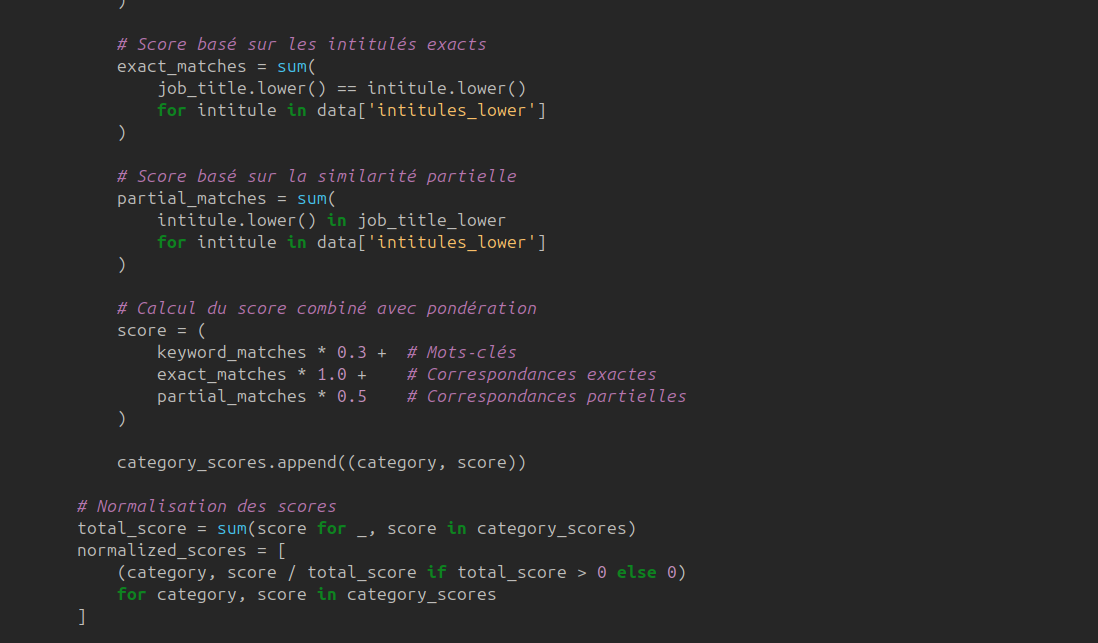 )
# Score basé sur les intitulés exacts
exact_matches = sum(
job_title.lower() == intitule.lower()
for intitule in data['intitules_lower']
)
# Score basé sur la similarité partielle
partial_matches = sum(
intitule.lower() in job_title_lower
for intitule in data['intitules_lower']
)
# Calcul du score combiné avec pondération
score = (
keyword_matches * 0.3 + # Mots-clés
exact_matches * 1.0 + # Correspondances exactes
partial_matches * 0.5 # Correspondances partielles
)
category_scores.append((category, score))
# Normalisation des scores
total_score = sum(score for _, score in category_scores)
normalized_scores = [
(category, score / total_score if total_score > 0 else 0)
for category, score in category_scores
]